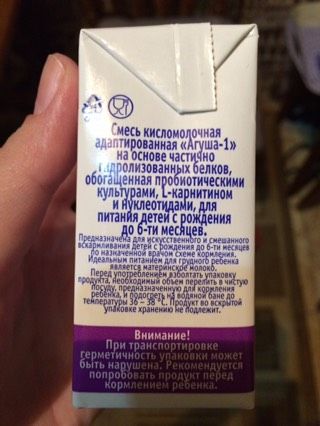 Смесь кисломолочная
адаптированная «Агуша-1»
на основе частично
гидролизованных белков,
обогащенная пробиотическими
культурами, L-карнитином
и нуклеотидами, для
питания детей с рождения
до 6-ти месяцев.
Предназначена для искусственного и смешанного
вскармливания детей с рождения до 6-ти месяцев
по назначенной врачом схеме кормления.
Идеальным питанием для грудного ребенка
является материнское молоко.
Перед употреблением взболтать упаковку
продукта, необходимый объем перелить в чистую
посуду, предназначенную для кормления
ребенка, и подогреть на водяной бане до
температуры 36 – 38 °C. Продукт во вскрытой
упаковке хранению не подлежит.
Внимание!
При транспортировке
герметичность упаковки может
быть нарушена. Рекомендуется
попробовать продукт перед
кормлением ребенка.